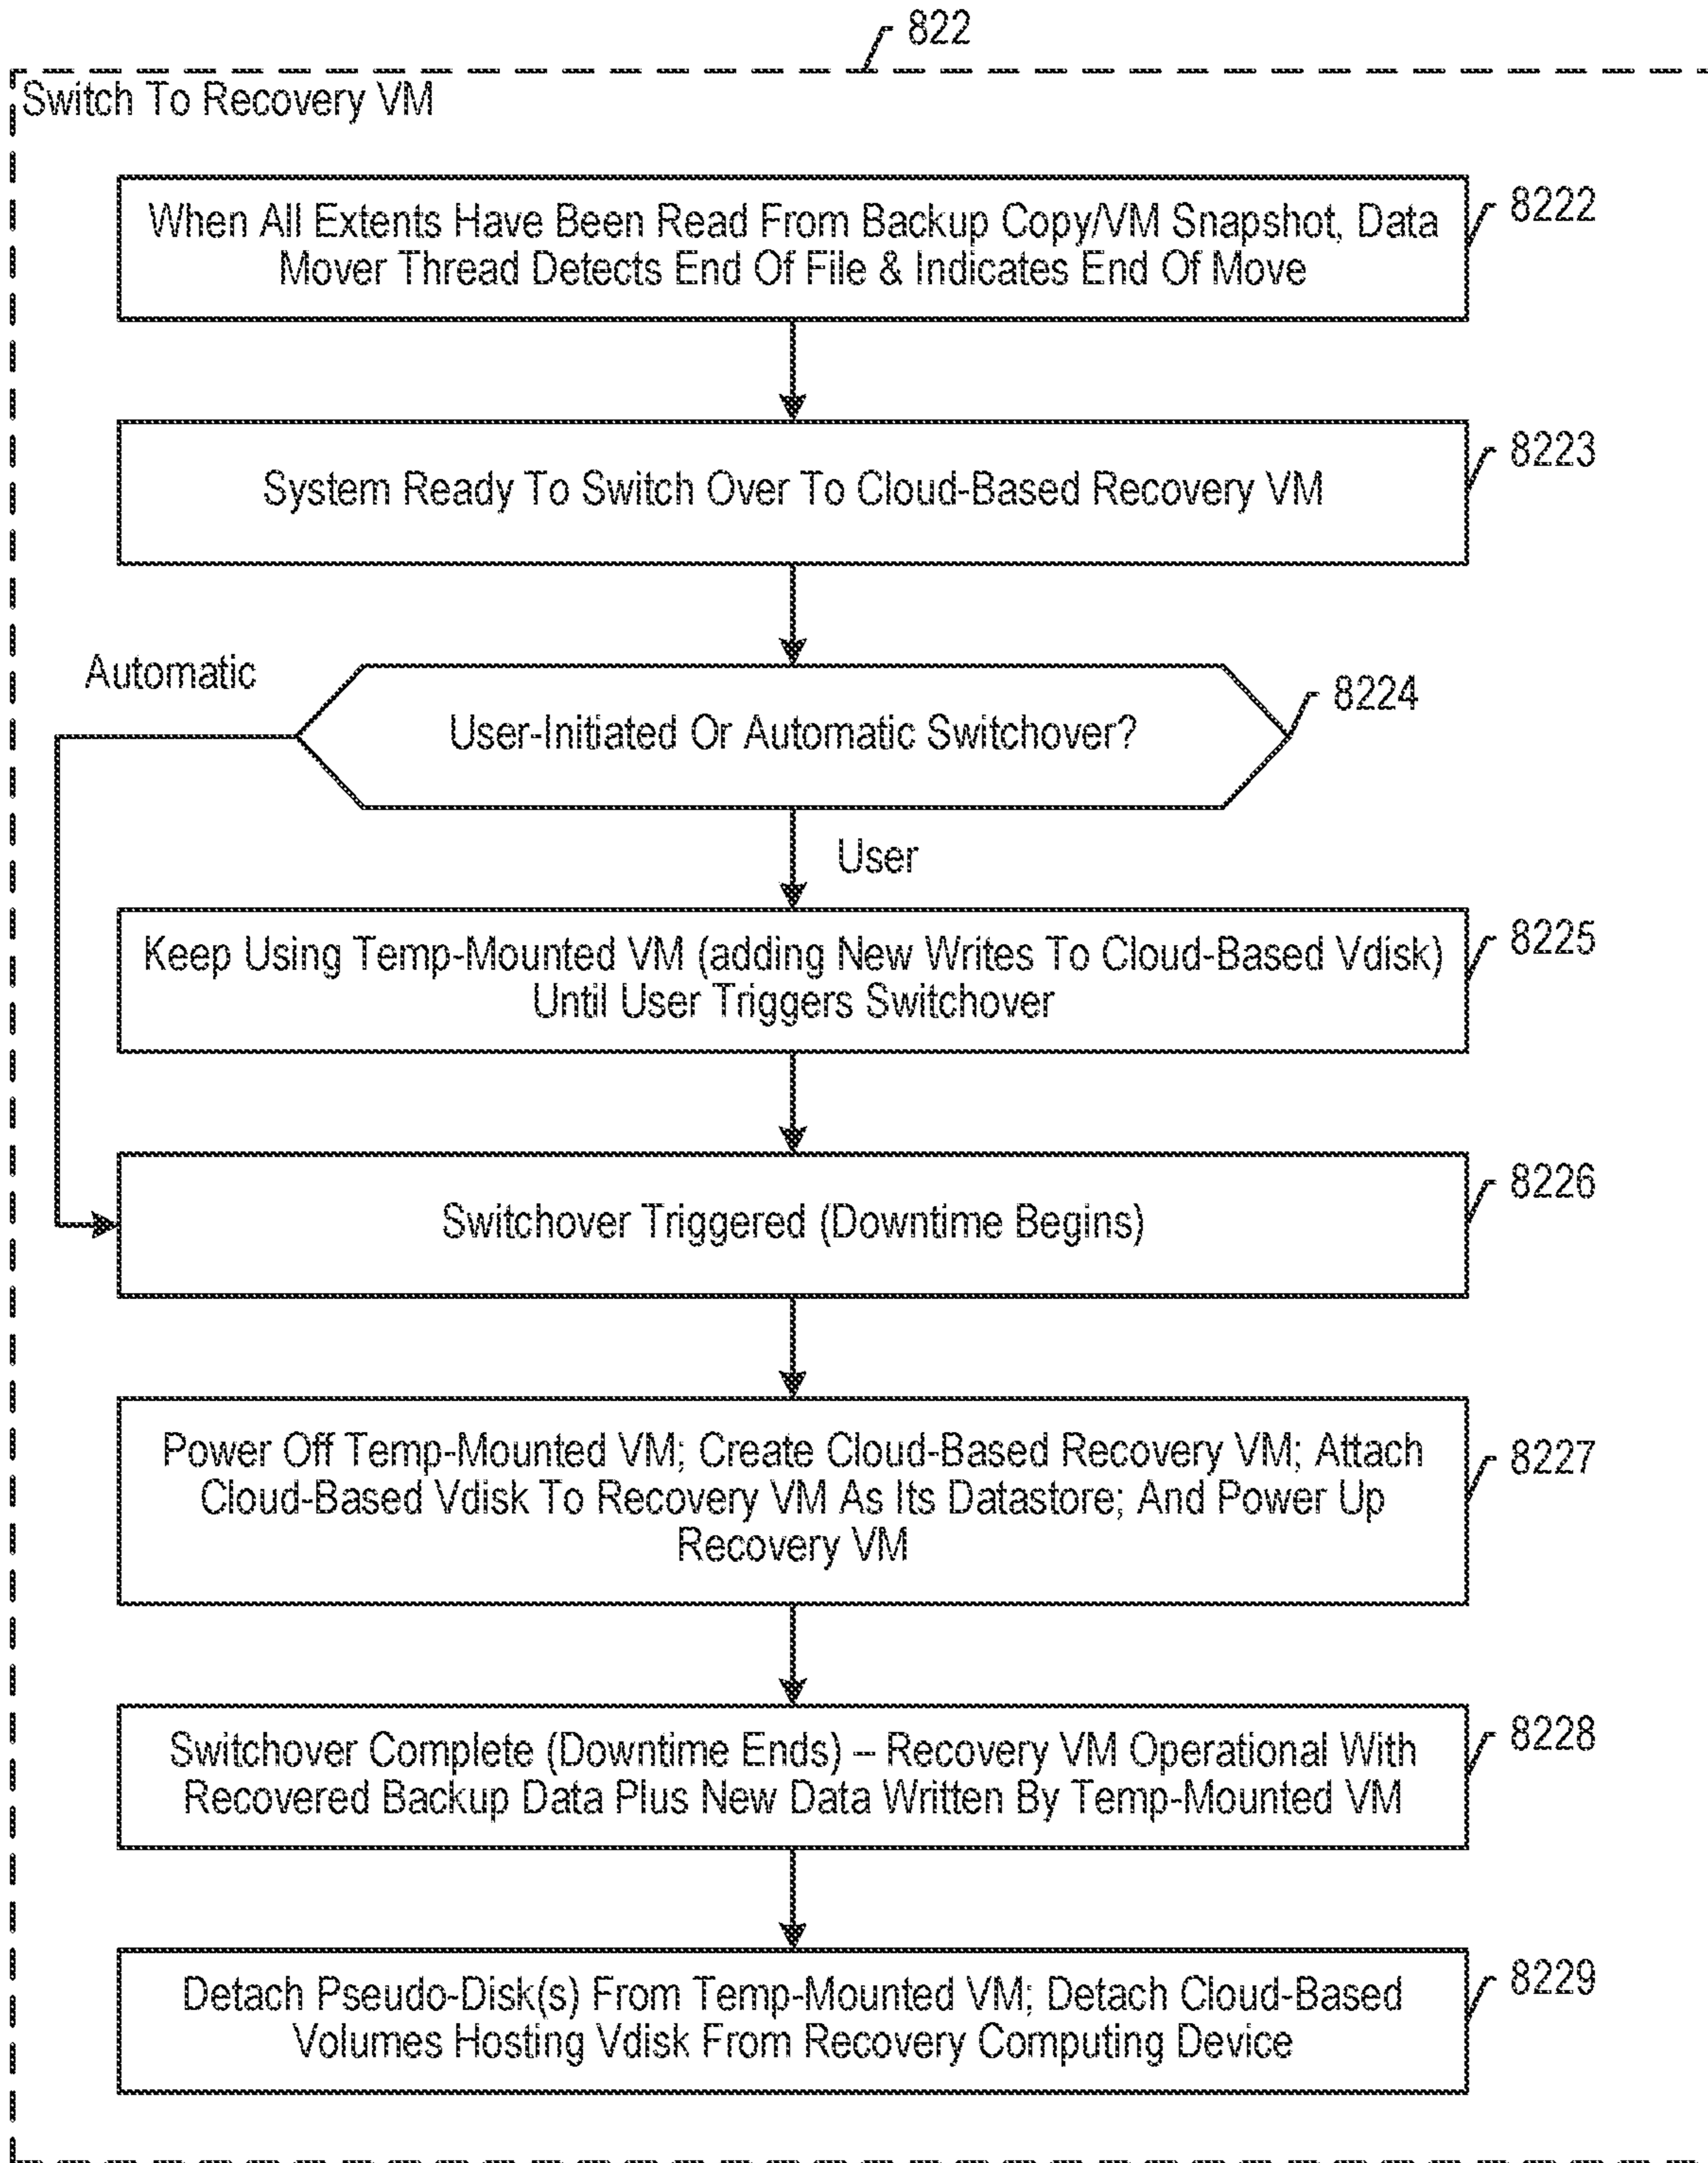 822
Switch To Recovery VM
When All Extents Have Been Read From Backup Copy/VM Snapshot, Data
Mover Thread Detects End Of File & Indicates End Of Move
8222
System Ready To Switch Over To Cloud-Based Recovery VM
8223
Automatic
User-Initiated Or Automatic Switchover?
8224
User
Keep Using Temp-Mounted VM (adding New Writes To Cloud-Based Vdisk)
Until User Triggers Switchover
8225
Switchover Triggered (Downtime Begins)
8226
Power Off Temp-Mounted VM; Create Cloud-Based Recovery VM; Attach
Cloud-Based Vdisk To Recovery VM As Its Datastore; And Power Up
Recovery VM
8227
Switchover Complete (Downtime Ends) – Recovery VM Operational With
Recovered Backup Data Plus New Data Written By Temp-Mounted VM
8228
Detach Pseudo-Disk(s) From Temp-Mounted VM; Detach Cloud-Based
Volumes Hosting Vdisk From Recovery Computing Device
8229